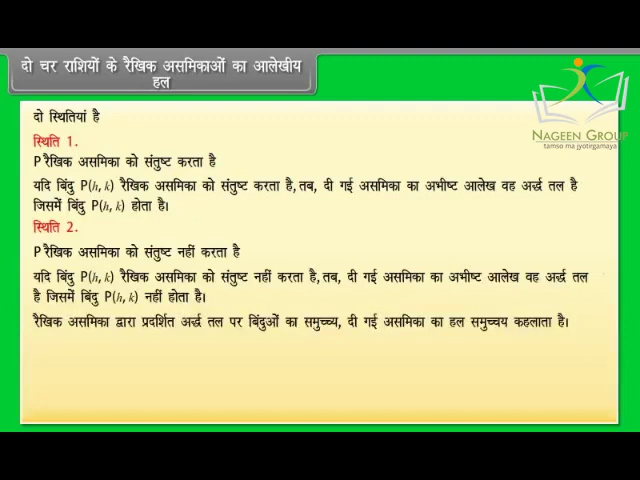 दो चर राशियों के रैखिक असमिकाओं का आलेखीय
हल
NAGEEN GROUP
tamso ma jyotirgamaya
दो स्थितियां है
स्थिति 1.
P रैखिक असमिका को संतुष्ट करता है
यदि बिंदु P(h, k) रैखिक असमिका को संतुष्ट करता है, तब, दी गई असमिका का अभीष्ट आलेख वह अर्द्ध तल है
जिसमें बिंदु P(h, k) होता है।
स्थिति 2.
P रैखिक असमिका को संतुष्ट नहीं करता है
यदि बिंदु P(h, k) रैखिक असमिका को संतुष्ट नहीं करता है, तब, दी गई असमिका का अभीष्ट आलेख वह अर्द्ध तल
है जिसमें बिंदु P(h, k) नहीं होता है।
रैखिक असमिका द्वारा प्रदर्शित अर्द्ध तल पर बिंदुओं का समुच्च्य, दी गई असमिका का हल समुच्चय कहलाता है।